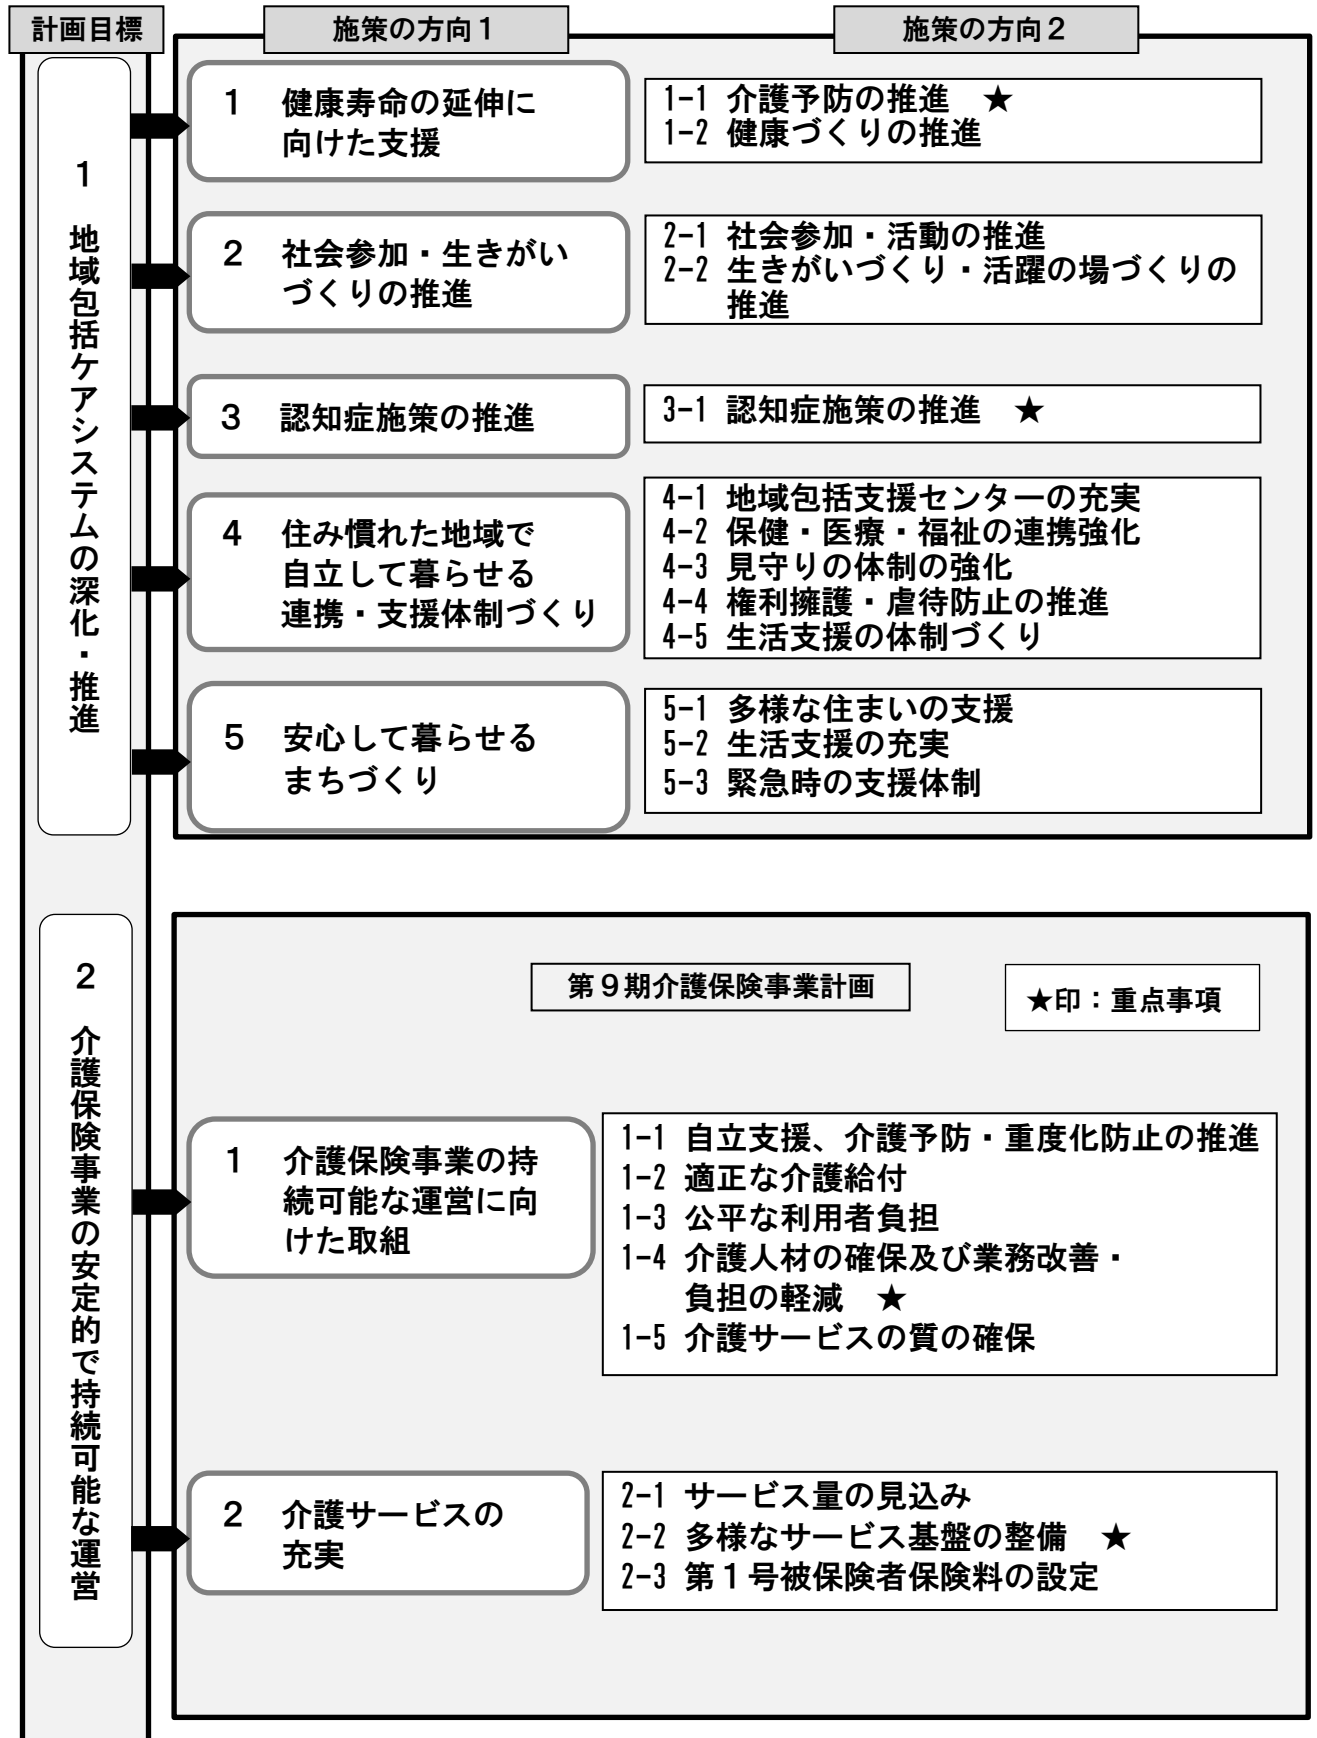 計画目標
施策の方向１
施策の方向２
１　地域包括ケアシステムの深化・推進
１　健康寿命の延伸に
向けた支援
1-1 介護予防の推進　★
1-2 健康づくりの推進
２　社会参加・生きがい
づくりの推進
2-1 社会参加・活動の推進
2-2 生きがいづくり・活躍の場づくりの
推進
３　認知症施策の推進
3-1 認知症施策の推進　★
４　住み慣れた地域で
自立して暮らせる
連携・支援体制づくり
4-1 地域包括支援センターの充実
4-2 保健・医療・福祉の連携強化
4-3 見守りの体制の強化
4-4 権利擁護・虐待防止の推進
4-5 生活支援の体制づくり
５　安心して暮らせる
まちづくり
5-1 多様な住まいの支援
5-2 生活支援の充実
5-3 緊急時の支援体制
２　介護保険事業の安定的で持続可能な運営
第９期介護保険事業計画
★印：重点事項
１　介護保険事業の持
続可能な運営に向
けた取組
1-1 自立支援、介護予防・重度化防止の推進
1-2 適正な介護給付
1-3 公平な利用者負担
1-4 介護人材の確保及び業務改善・
負担の軽減　★
1-5 介護サービスの質の確保
２　介護サービスの
充実
2-1 サービス量の見込み
2-2 多様なサービス基盤の整備　★
2-3 第１号被保険者保険料の設定